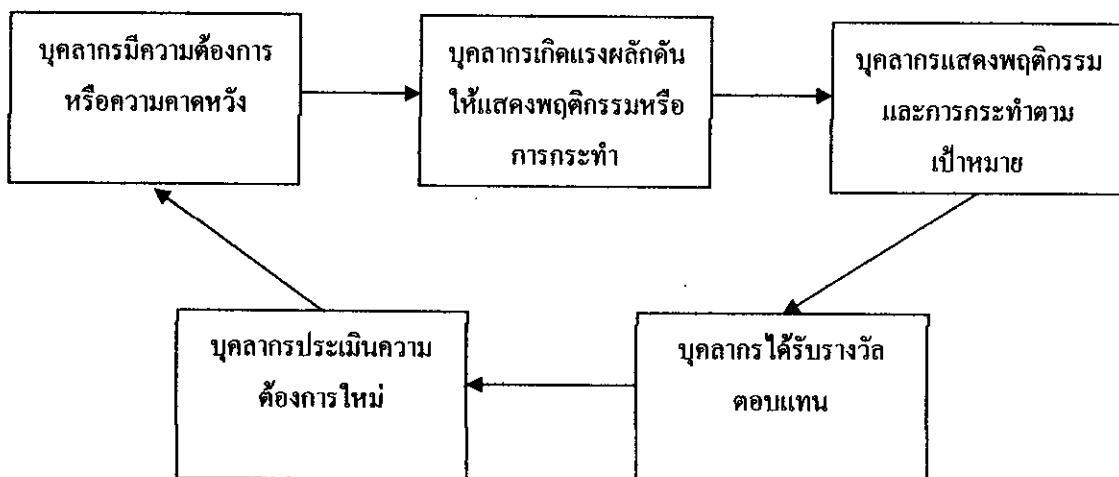 บุคลากรมีความต้องการ
หรือความคาดหวัง
บุคลากรเกิดแรงผลักดัน
ให้แสดงพฤติกรรมหรือ
การกระทำ
บุคลากรแสดงพฤติกรรม
และการกระทำตาม
เป้าหมาย
บุคลากรประเมินความ
ต้องการใหม่
บุคลากรได้รับรางวัล
ตอบแทน